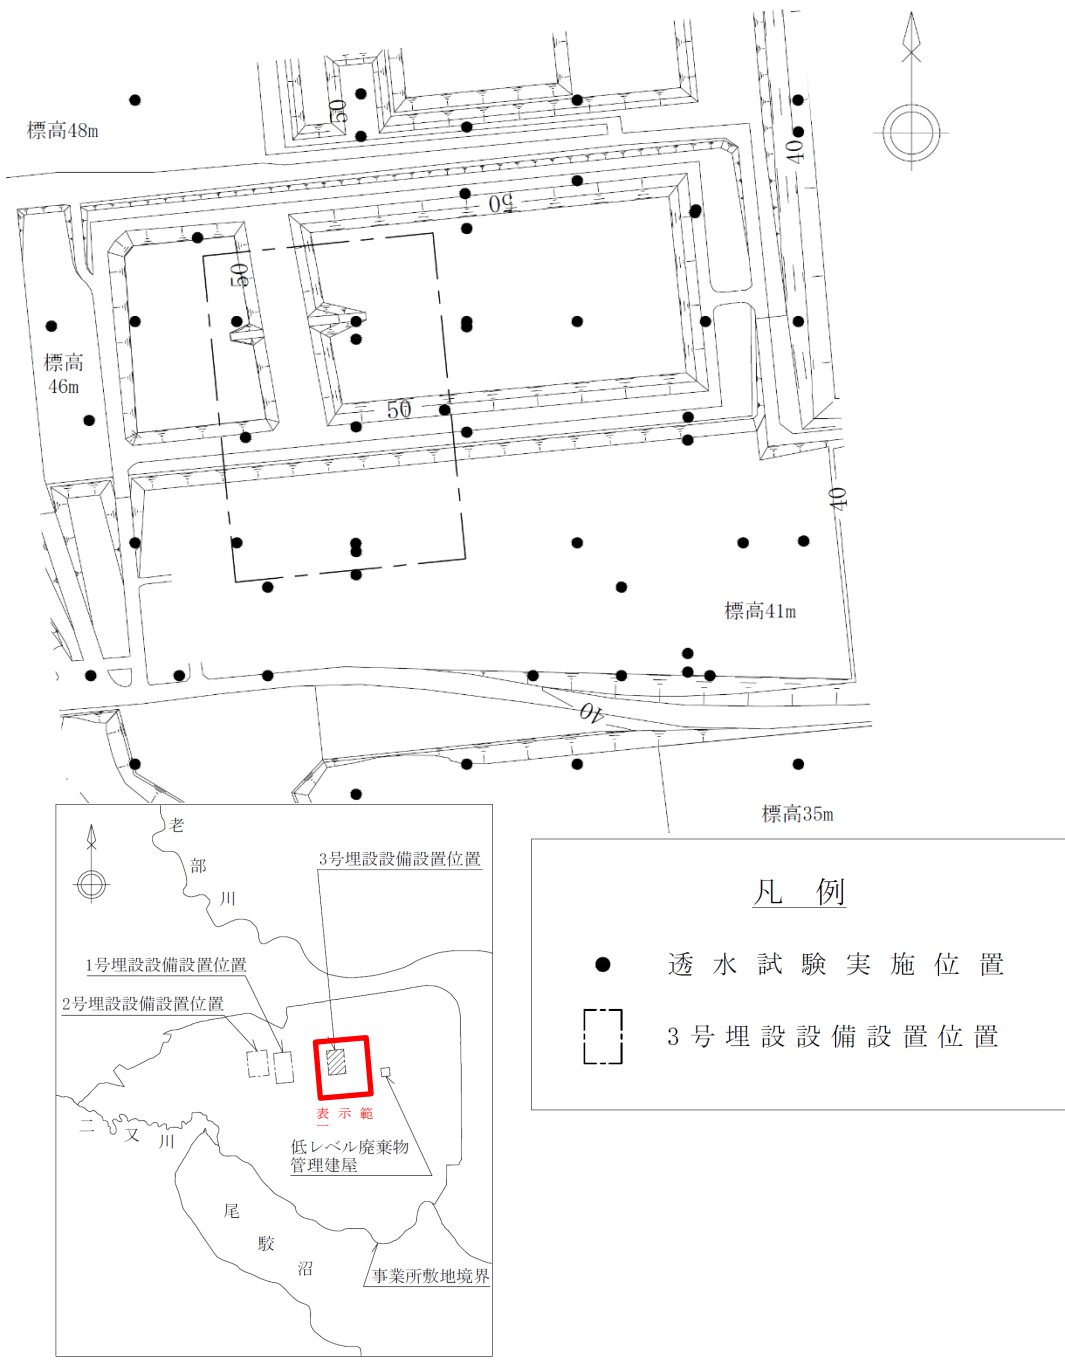 標高48m
50
40
50
50
標高
46m
50
40
標高41m
40
標高35m
老
部
川
3号埋設設備設置位置
1号埋設設備設置位置
2号埋設設備設置位置
表示範
二
又
川
低レベル廃棄物
管理建屋
尾
駮
沼
事業所敷地境界
凡例
透水試験実施位置
3号埋設設備設置位置